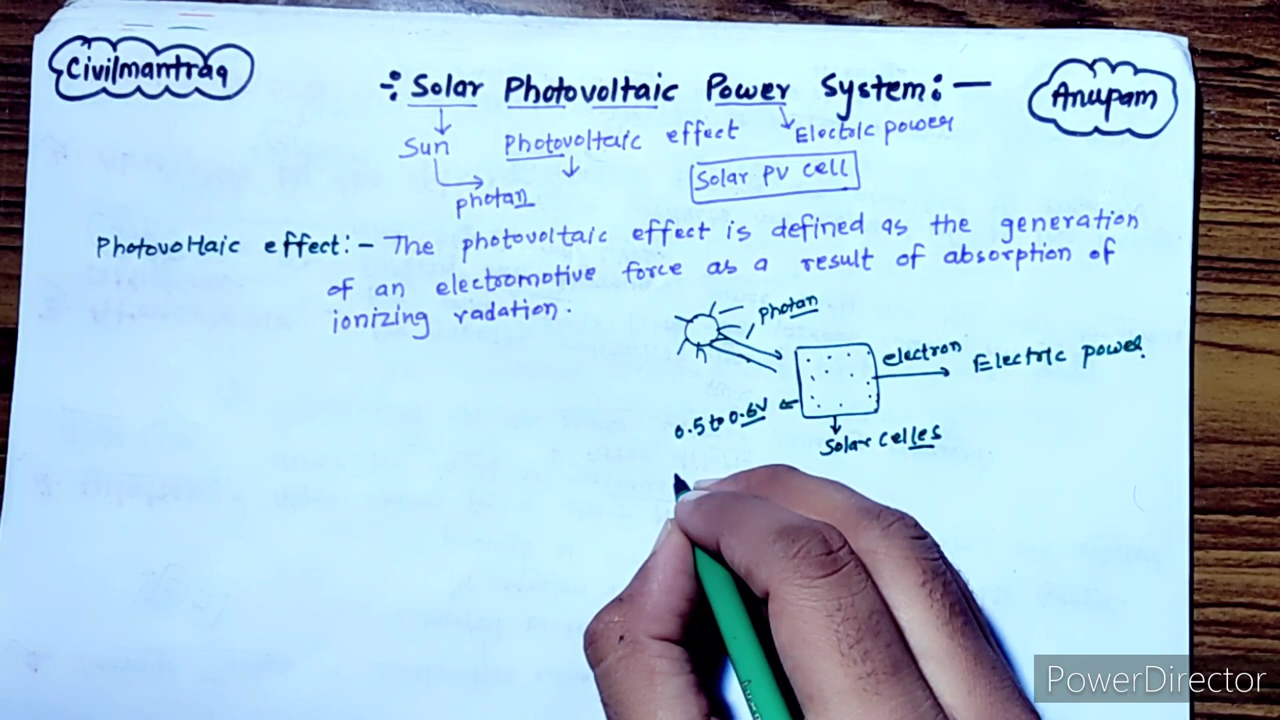 Civilmantraa
÷ Solar Photovoltaic Power System:—
Anupam
Sun
Photovoltaic effect
Electric power
Solar PV cell
photan
Photovoltaic effect:- The photovoltaic effect is defined as the generation
of an electromotive force as a result of absorption of
ionizing radation.
photan
electron
Electric power.
0.5 to 0.6V
Solar celles
PowerDirector